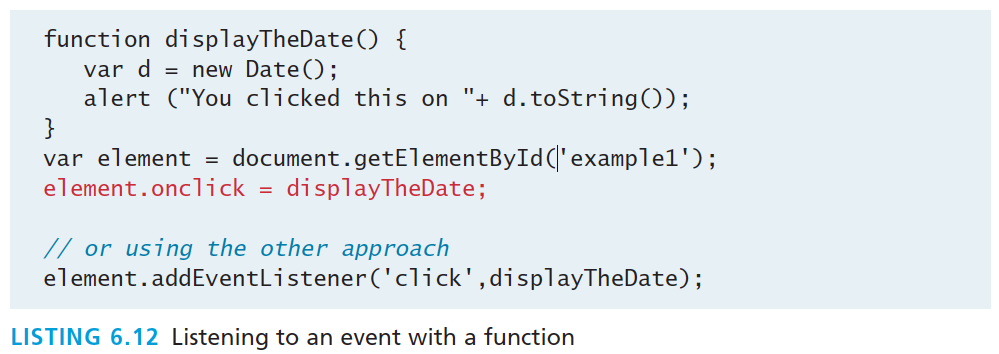 function displayTheDate() {
var d = new Date();
alert ("You clicked this on "+ d.toString());
}
var element = document.getElementById('example1');
element.onclick = displayTheDate;
// or using the other approach
element.addEventListener('click',displayTheDate);
LISTING 6.12 Listening to an event with a function